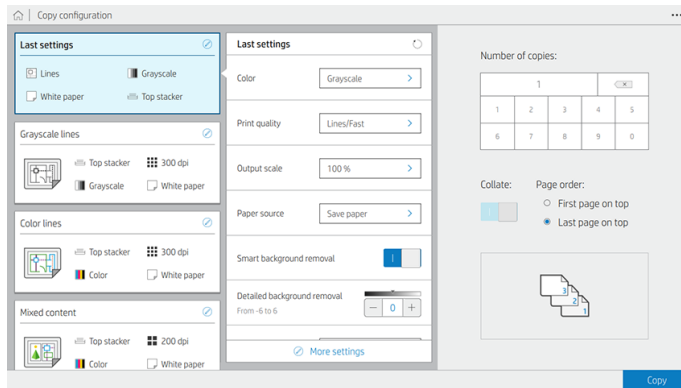 Copy configuration
Last settings
Lines
Grayscale
White paper
Top stacker
Grayscale lines
Top stacker
300 dpi
Grayscale
White paper
Color lines
Top stacker
300 dpi
Color
White paper
Mixed content
Top stacker
200 dpi
Color
White paper
Last settings
Color
Grayscale
Print quality
Lines/Fast
Output scale
100 %
Paper source
Save paper
Smart background
removal
Detailed background removal
From -6 to 6
0
More settings
Number of copies:
1
1 2 3 4 5
6 7 8 9 0
Collate:
Page order:
First page on top
Last page on top
3
2
1
Copy